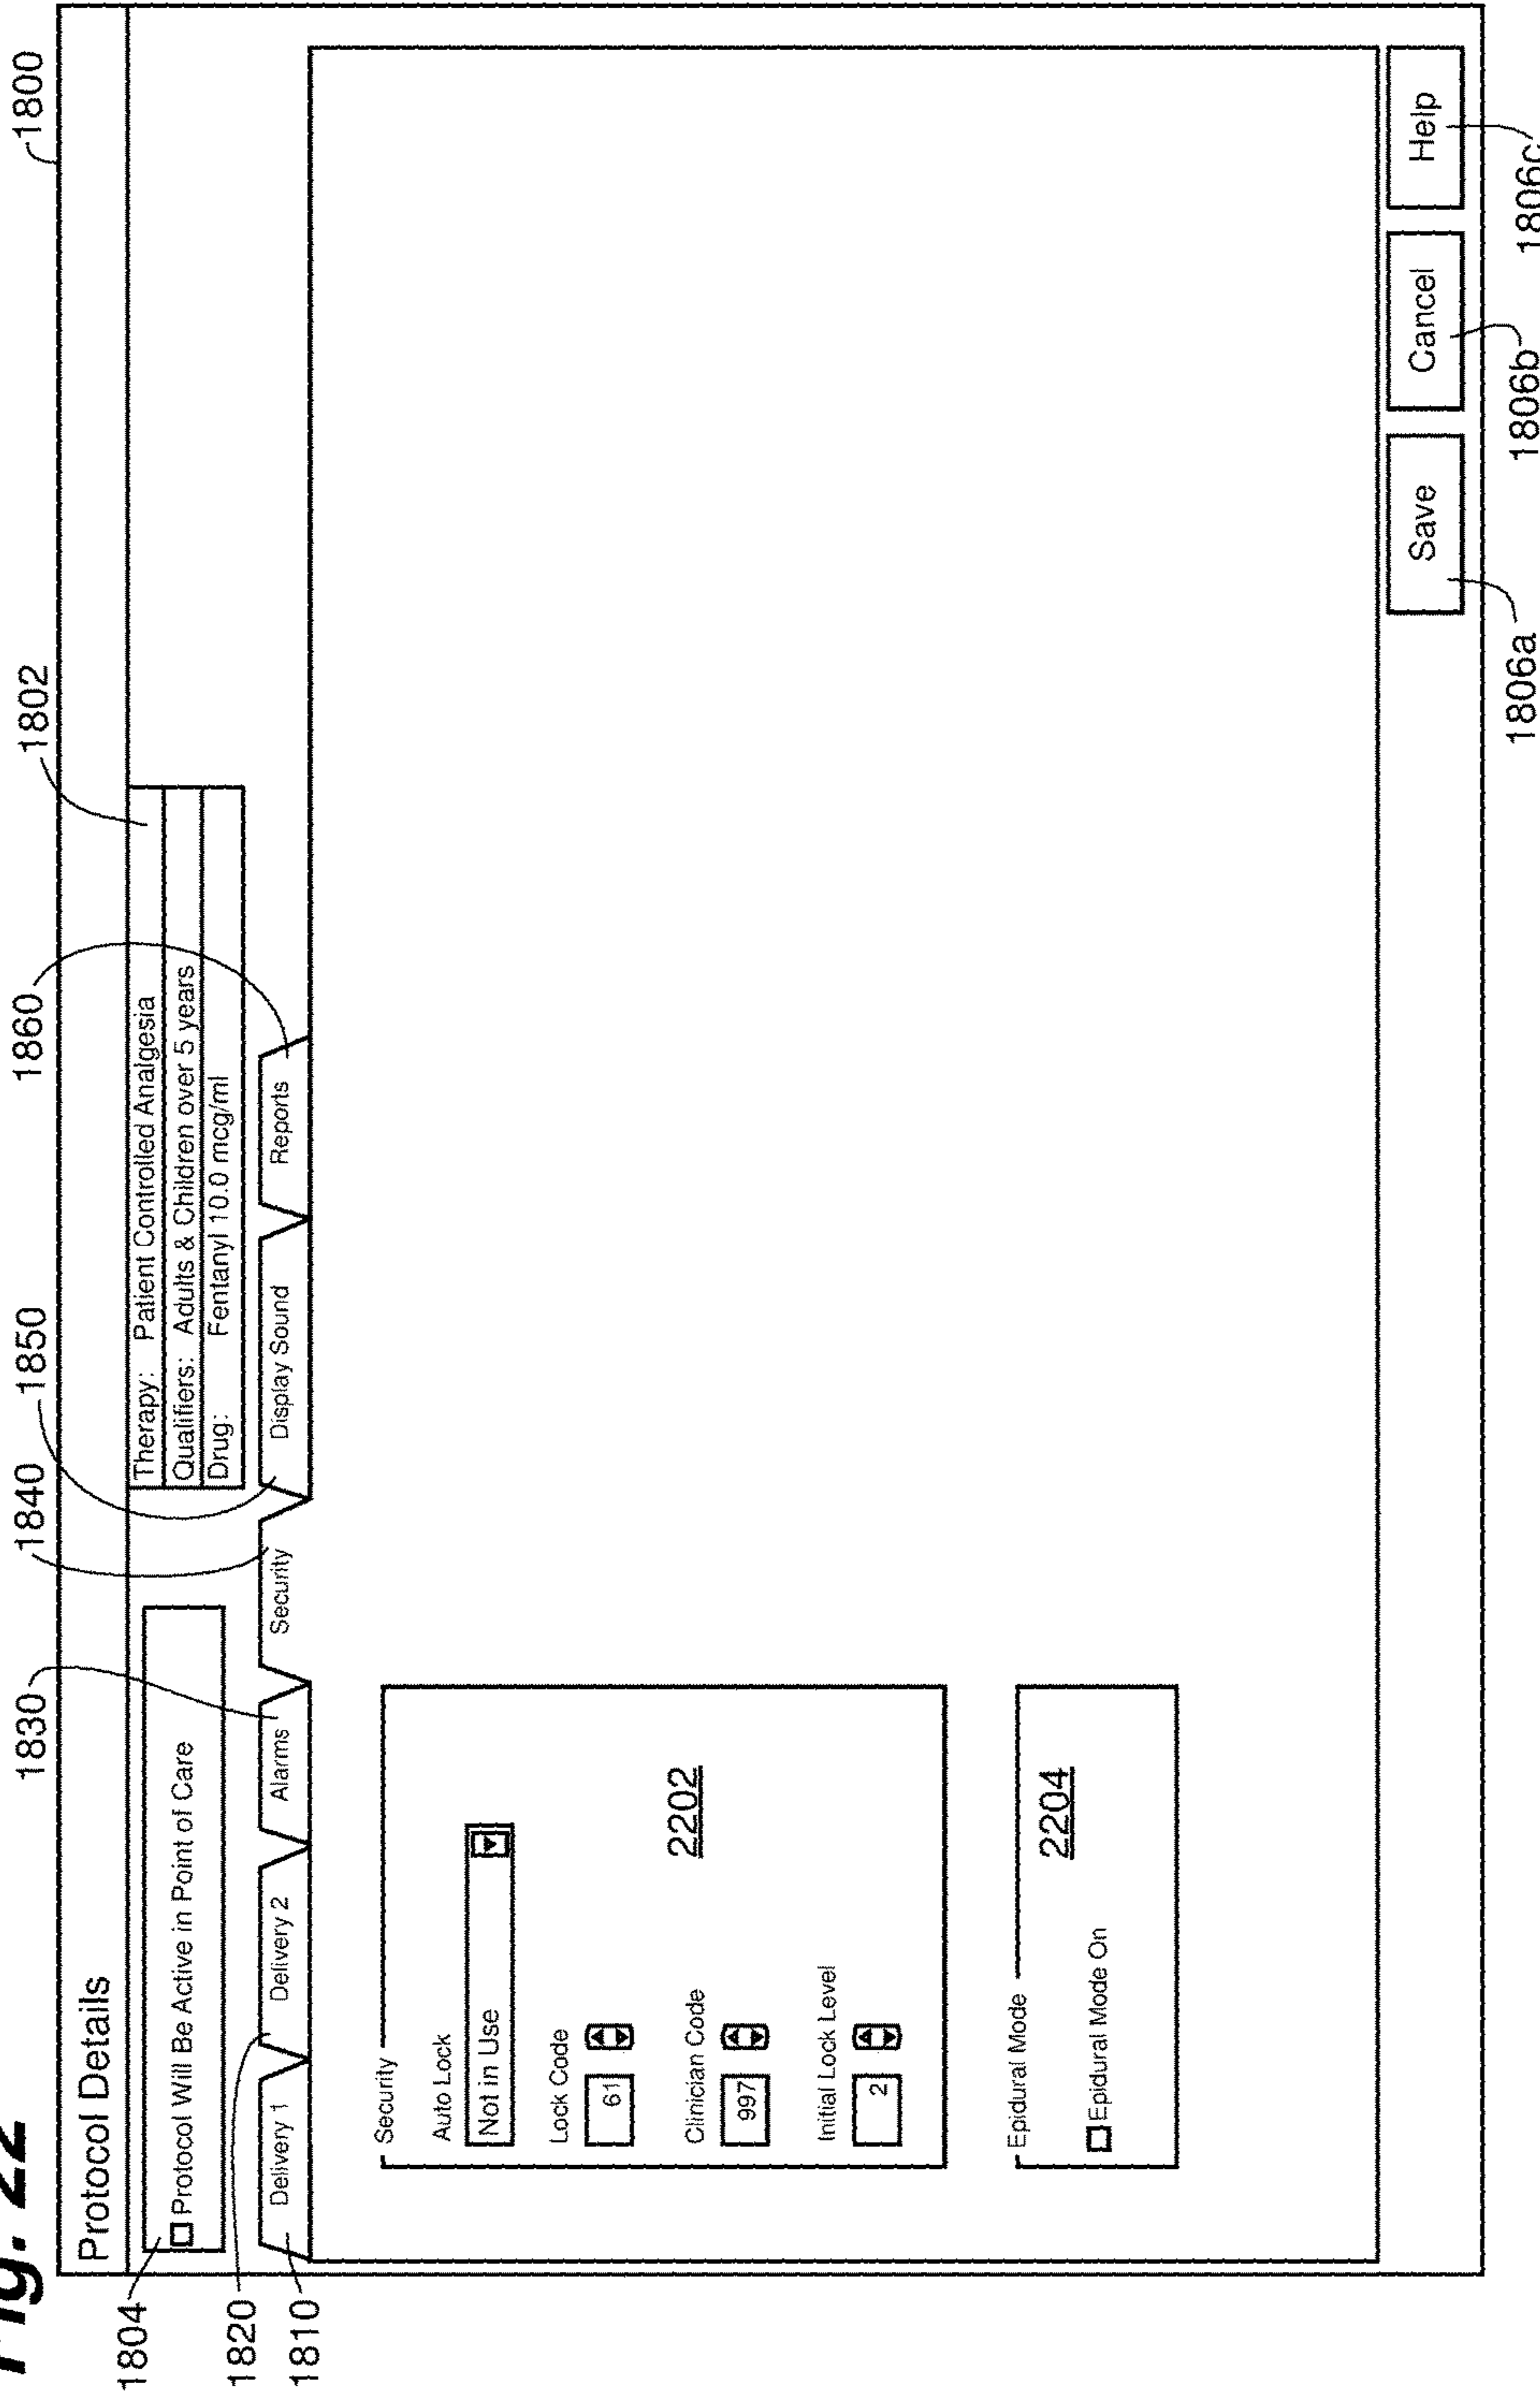 Fig. 22
1800
1802
1860
1850
1840
1830
Protocol Details
1804
Protocol Will Be Active in Point of Care
Therapy: Patient Controlled Analgesia
Qualifiers: Adults & Children over 5 years
Drug: Fentanyl 10.0 mcg/ml
1820
1810
Delivery 1
Delivery 2
Alarms
Security
Display Sound
Reports
Security
Auto Lock
Not in Use
Lock Code
61
2202
Clinician Code
997
Initial Lock Level
2
Epidural Mode
2204
Epidural Mode On
Save
Cancel
Help
1806a
1806b
1806c